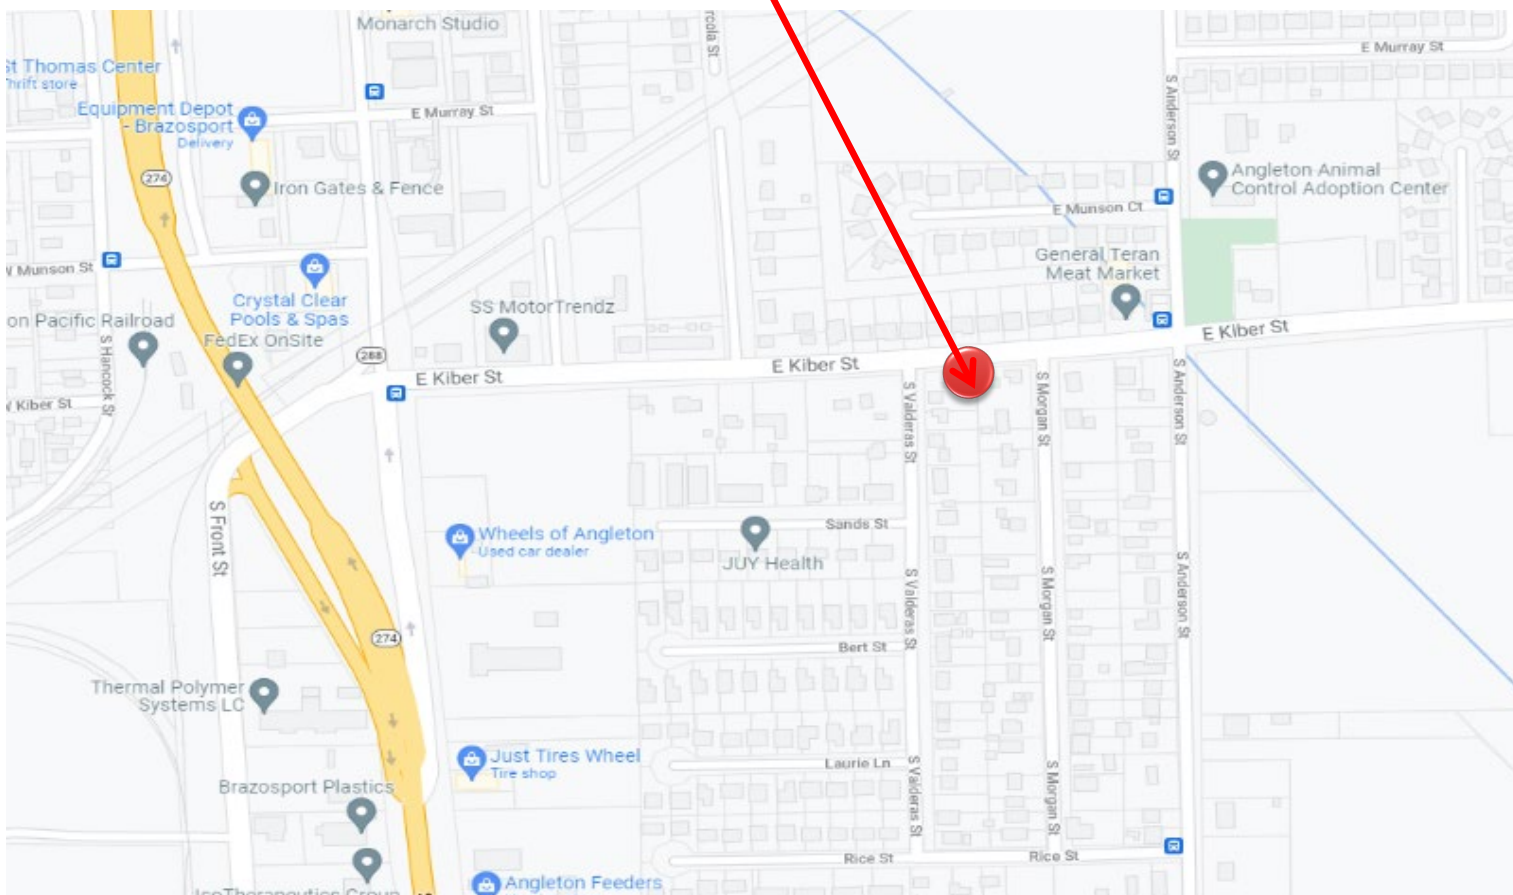 Monarch Studio
E Murray St
St Thomas Center
Thrift store
Equipment Depot
- Brazosport
Delivery
E Murray St
274
Iron Gates & Fence
Angleton Animal
Control Adoption Center
S Anderson St
E Munson Ct
W Munson St
General Teran
Meat Market
Crystal Clear
Pools & Spas
SS MotorTrendz
on Pacific Railroad
FedEx OnSite
288
E Kiber St
E Kiber St
E Kiber St
S Hancock St
W Kiber St
S Valderas St
S Morgan St
S Anderson St
S Front St
Wheels of Angleton
Used car dealer
Sands St
JUY Health
S Valderas St
S Morgan St
S Anderson St
274
Bert St
Thermal Polymer
Systems LC
Just Tires Wheel
Tire shop
Laurie Ln
S Valderas St
S Morgan St
Brazosport Plastics
Rice St
Rice St
IsoTherapeutics Group
Angleton Feeders